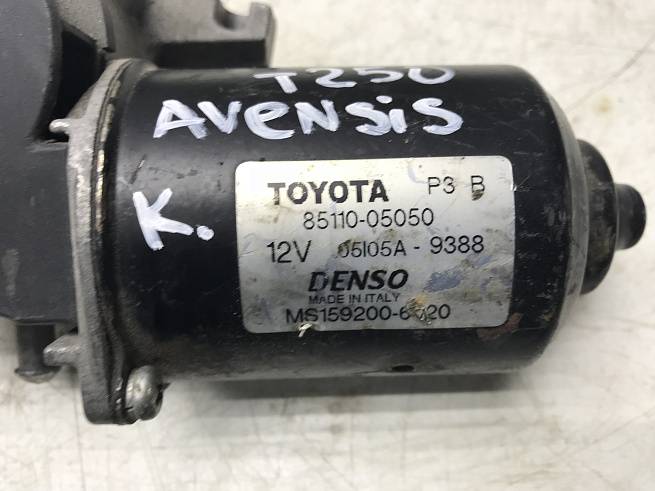 T250
AVENSiS
K.
TOYOTA P3 B
85110-05050
12V 05I05A - 9388
DENSO
MADE IN ITALY